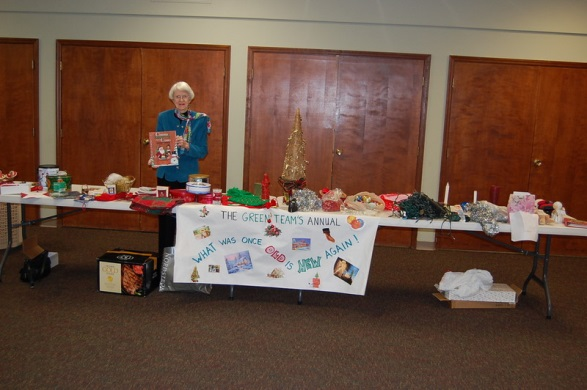 THE GREEN TEAM'S ANNUAL
WHAT WAS ONCE OLD IS NEW AGAIN!